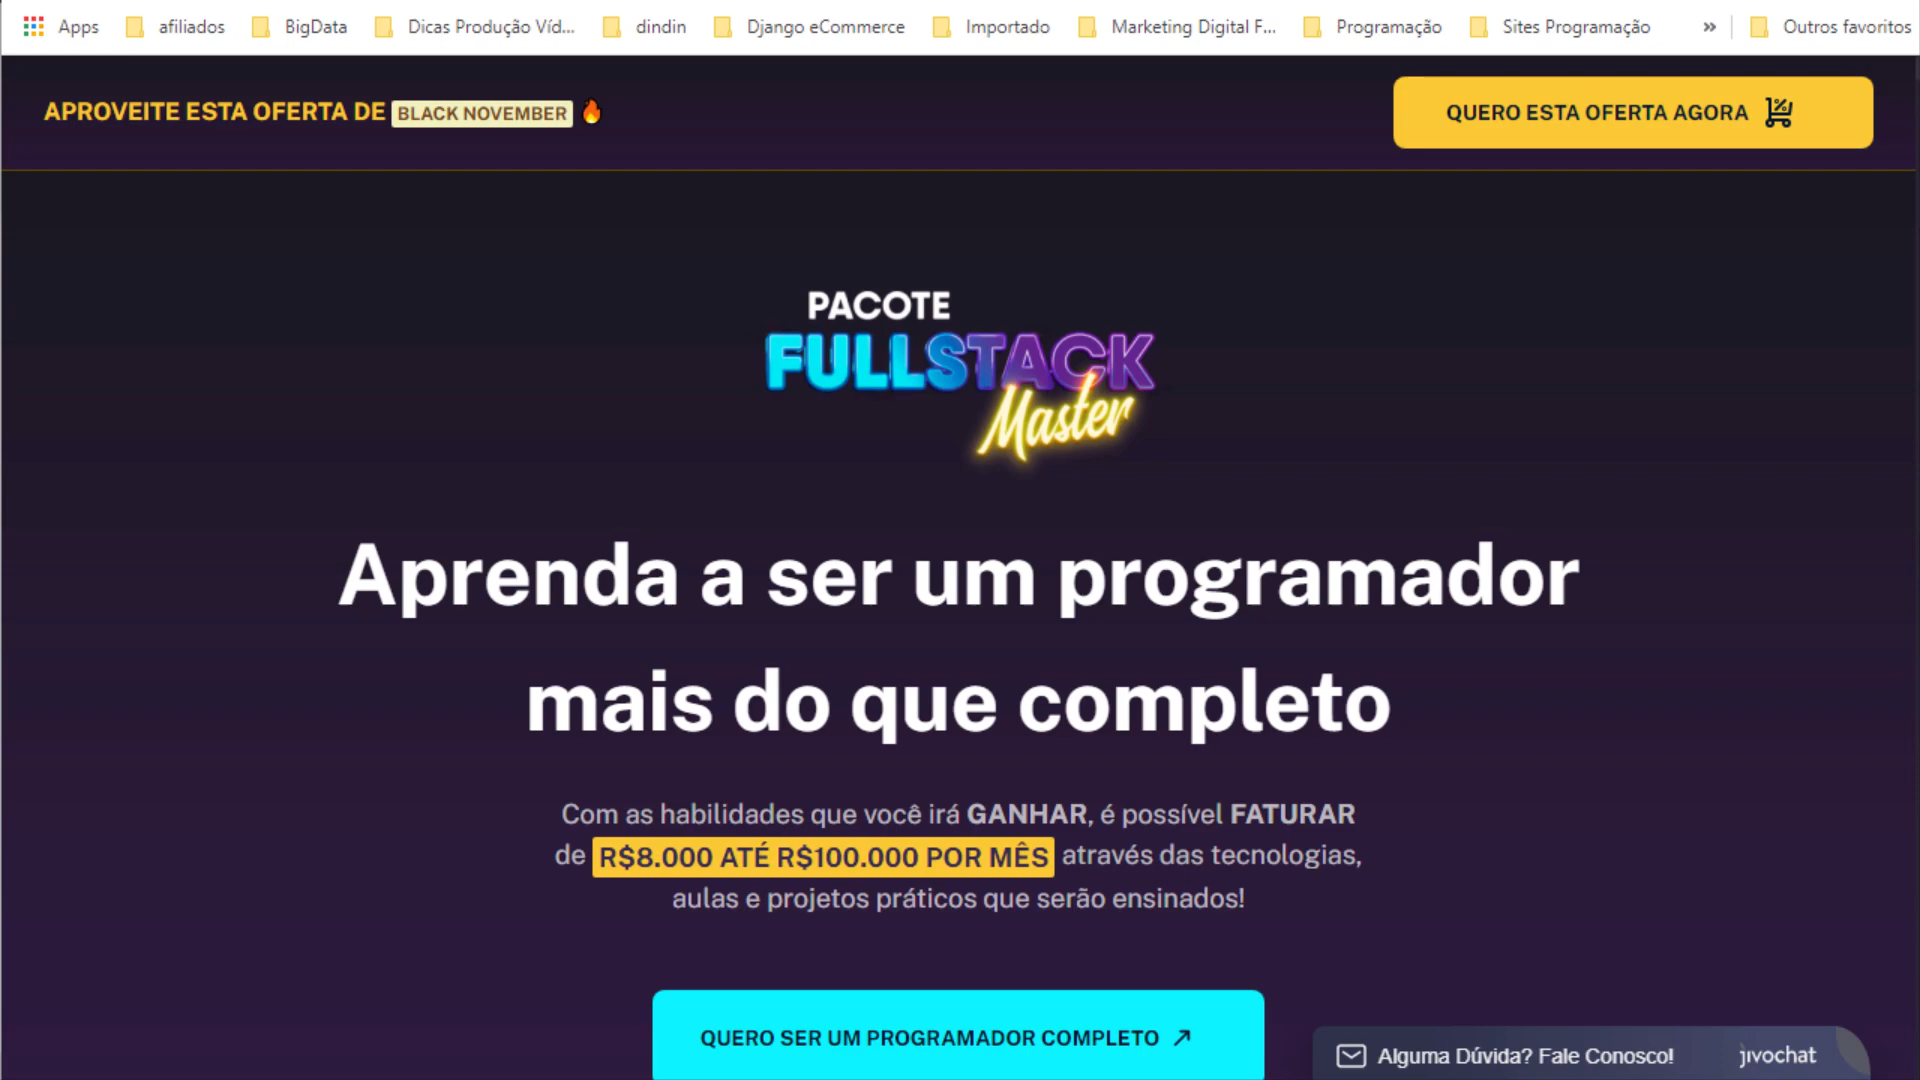 Apps afiliados BigData Dicas Produção Víd... dindin Django eCommerce Importado Marketing Digital F... Programação Sites Programação » Outros favoritos
APROVEITE ESTA OFERTA DE BLACK NOVEMBER 🔥
QUERO ESTA OFERTA AGORA
PACOTE
FULLSTACK
Master
Aprenda a ser um programador
mais do que completo
Com as habilidades que você irá GANHAR, é possível FATURAR
de R$8.000 ATÉ R$100.000 POR MÊS através das tecnologias,
aulas e projetos práticos que serão ensinados!
QUERO SER UM PROGRAMADOR COMPLETO
Alguma Dúvida? Fale Conosco! jivochat